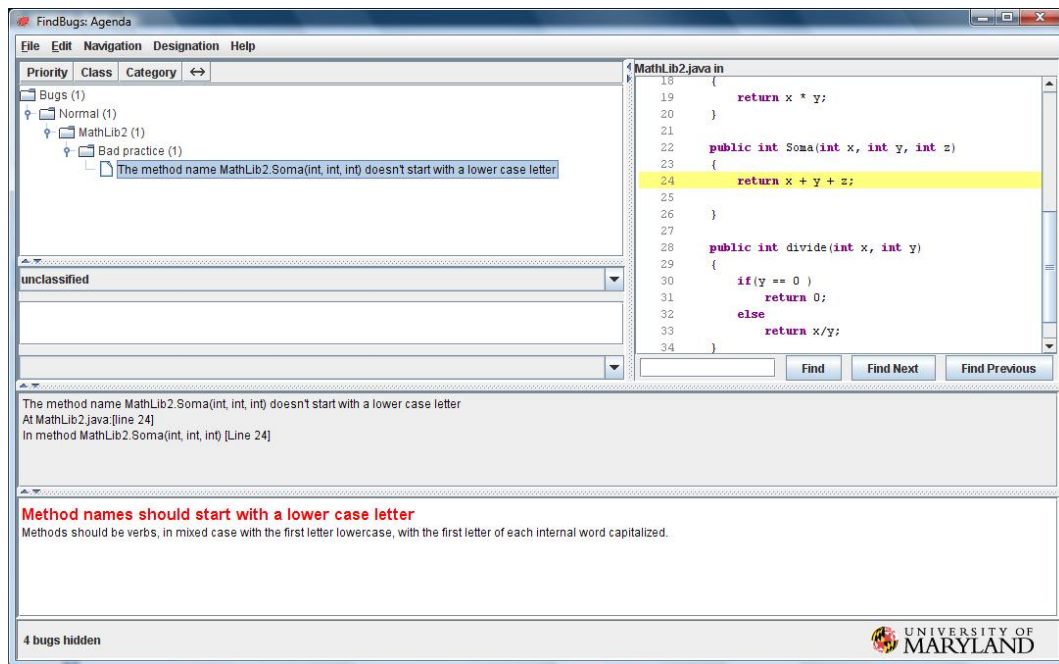 FindBugs: Agenda
File Edit Navigation Designation Help
Priority Class Category ↔
Bugs (1)
Normal (1)
MathLib2 (1)
Bad practice (1)
The method name MathLib2.Soma(int, int, int) doesn't start with a lower case letter
unclassified
MathLib2.java in
18 {
19 return x * y;
20 }
21
22 public int Soma(int x, int y, int z)
23 {
24 return x + y + z;
25
26 }
27
28 public int divide(int x, int y)
29 {
30 if(y == 0 )
31 return 0;
32 else
33 return x/y;
34 }
Find Find Next Find Previous
The method name MathLib2.Soma(int, int, int) doesn't start with a lower case letter
At MathLib2.java:[line 24]
In method MathLib2.Soma(int, int, int) [Line 24]
Method names should start with a lower case letter
Methods should be verbs, in mixed case with the first letter lowercase, with the first letter of each internal word capitalized.
4 bugs hidden
UNIVERSITY OF
MARYLAND